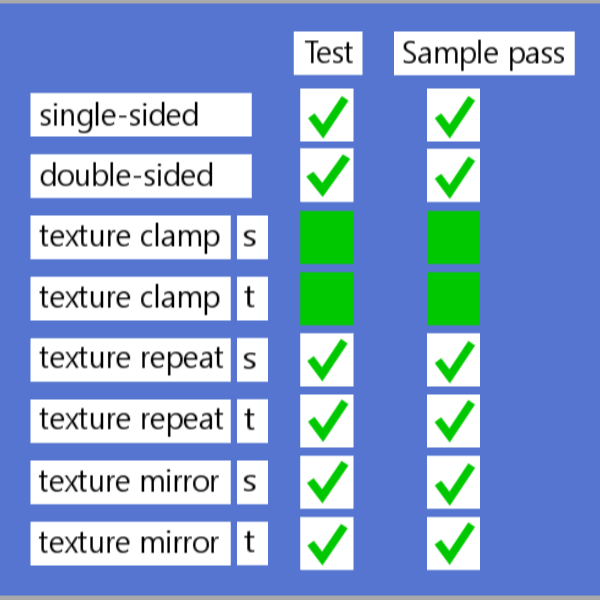 Test Sample pass
single-sided
double-sided
texture clamp s
texture clamp t
texture repeat s
texture repeat t
texture mirror s
texture mirror t